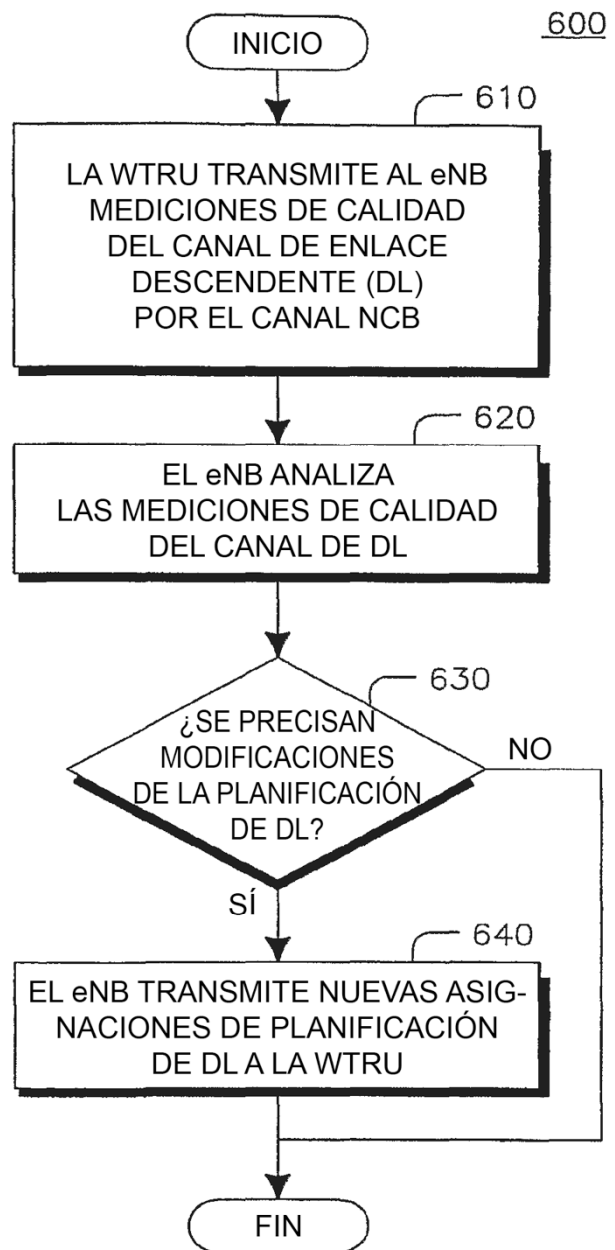 600
INICIO
610
LA WTRU TRANSMITE AL eNB
MEDICIONES DE CALIDAD
DEL CANAL DE ENLACE
DESCENDENTE (DL)
POR EL CANAL NCB
620
EL eNB ANALIZA
LAS MEDICIONES DE CALIDAD
DEL CANAL DE DL
630
¿SE PRECISAN
MODIFICACIONES
DE LA PLANIFICACIÓN
DE DL?
NO
SÍ
640
EL eNB TRANSMITE NUEVAS ASIG-
NACIONES DE PLANIFICACIÓN
DE DL A LA WTRU
FIN